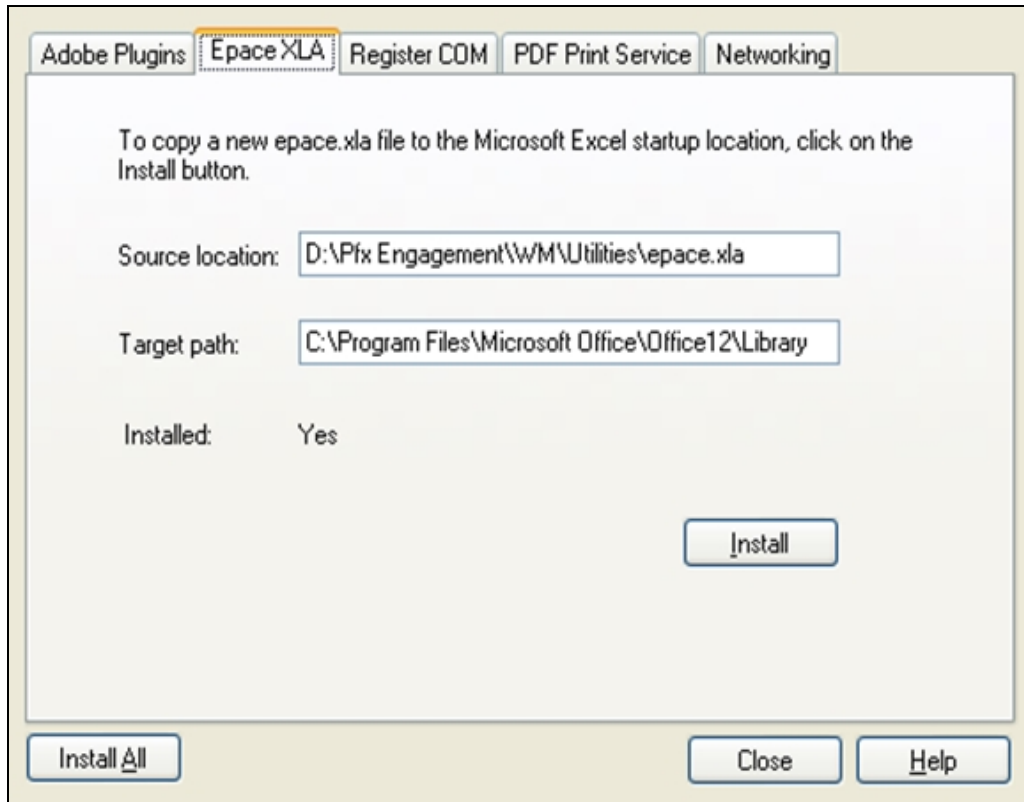 Adobe Plugins Epace XLA Register COM PDF Print Service Networking
To copy a new epace.xla file to the Microsoft Excel startup location, click on the
Install button.
Source location: D:\Pfx Engagement\WM\Utilities\epace.xla
Target path: C:\Program Files\Microsoft Office\Office12\Library
Installed: Yes
Install
Install All Close Help